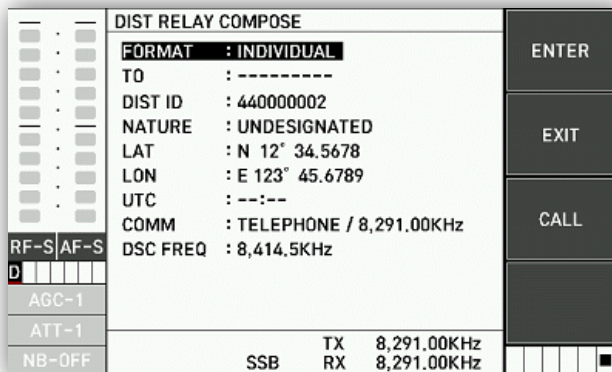 DIST RELAY COMPOSE
FORMAT : INDIVIDUAL
TO : ---------
DIST ID : 440000002
NATURE : UNDESIGNATED
LAT : N 12° 34.5678
LON : E 123° 45.6789
UTC : --:--
COMM : TELEPHONE / 8,291.00KHz
DSC FREQ : 8,414.5KHz
TX 8,291.00KHz
SSB RX 8,291.00KHz
RF-S AF-S
D
AGC-1
ATT-1
NB-OFF
ENTER
EXIT
CALL